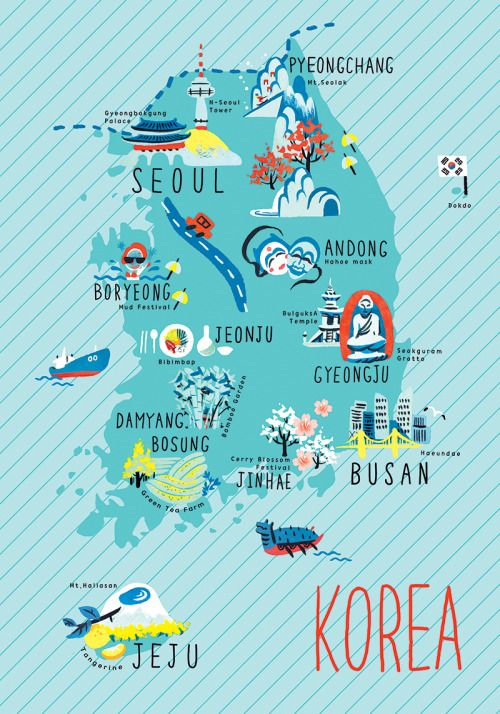 PYEONGCHANG
Mt,Seolak
N-Seoul
Tower
Gyeongbokgung
Palace
SEOUL
Dokdo
ANDONG
Hahoe mask
BORYEONG
Mud Festival
BulguksA
Temple
JEONJU
Bibimbap
Seokguram
Grotto
GYEONGJU
Bamboo Garden
DAMYANG.
BOSUNG
Green Tea Farm
Cerry Blossom
Festival
JINHAE
Haeundae
BUSAN
Mt,Hallasan
Tangerine
JEJU
KOREA